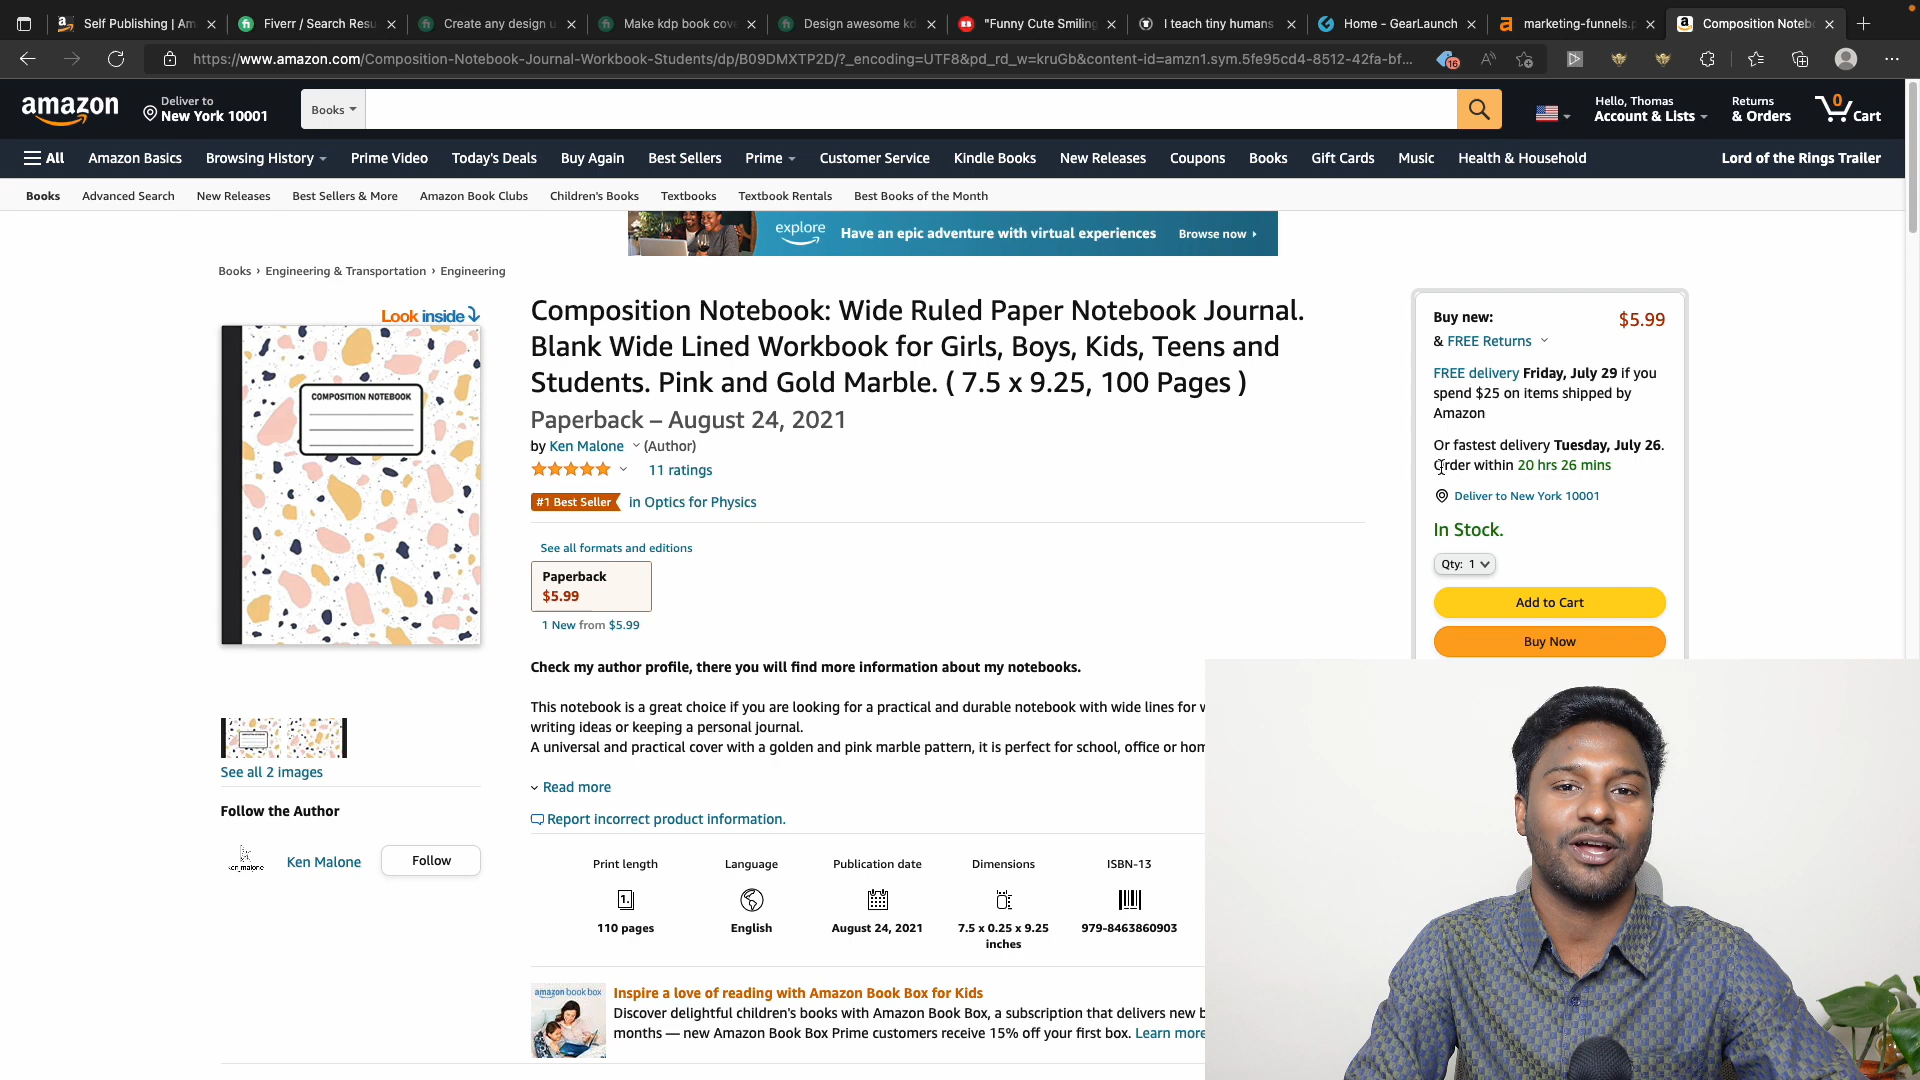 Self Publishing | Am
Fiverr / Search Resu
Create any design u
Make kdp book cove
Design awesome kd
"Funny Cute Smiling
I teach tiny humans
Home - GearLaunch
marketing-funnels.p
Composition Notebo
https://www.amazon.com/Composition-Notebook-Journal-Workbook-Students/dp/B09DMXTP2D/?_encoding=UTF8&pd_rd_w=kruGb&content-id=amzn1.sym.5fe95cd4-8512-42fa-bf...
16
amazon
Deliver to
New York 10001
Books
Hello, Thomas
Account & Lists
Returns
& Orders
0
Cart
All
Amazon Basics
Browsing History
Prime Video
Today's Deals
Buy Again
Best Sellers
Prime
Customer Service
Kindle Books
New Releases
Coupons
Books
Gift Cards
Music
Health & Household
Lord of the Rings Trailer
Books
Advanced Search
New Releases
Best Sellers & More
Amazon Book Clubs
Children's Books
Textbooks
Textbook Rentals
Best Books of the Month
explore
Have an epic adventure with virtual experiences
Browse now
Books › Engineering & Transportation › Engineering
Look inside
COMPOSITION NOTEBOOK
See all 2 images
Follow the Author
Ken Malone
Follow
Composition Notebook: Wide Ruled Paper Notebook Journal.
Blank Wide Lined Workbook for Girls, Boys, Kids, Teens and
Students. Pink and Gold Marble. ( 7.5 x 9.25, 100 Pages )
Paperback – August 24, 2021
by Ken Malone (Author)
11 ratings
#1 Best Seller in Optics for Physics
See all formats and editions
Paperback
$5.99
1 New from $5.99
Check my author profile, there you will find more information about my notebooks.
This notebook is a great choice if you are looking for a practical and durable notebook with wide lines for w
writing ideas or keeping a personal journal.
A universal and practical cover with a golden and pink marble pattern, it is perfect for school, office or hom
Read more
Report incorrect product information.
Print length
1.
110 pages
Language
English
Publication date
August 24, 2021
Dimensions
7.5 x 0.25 x 9.25
inches
ISBN-13
979-8463860903
amazon book box
Inspire a love of reading with Amazon Book Box for Kids
Discover delightful children's books with Amazon Book Box, a subscription that delivers new b
months — new Amazon Book Box Prime customers receive 15% off your first box. Learn more
Buy new:
$5.99
& FREE Returns
FREE delivery Friday, July 29 if you
spend $25 on items shipped by
Amazon
Or fastest delivery Tuesday, July 26.
Order within 20 hrs 26 mins
Deliver to New York 10001
In Stock.
Qty: 1
Add to Cart
Buy Now